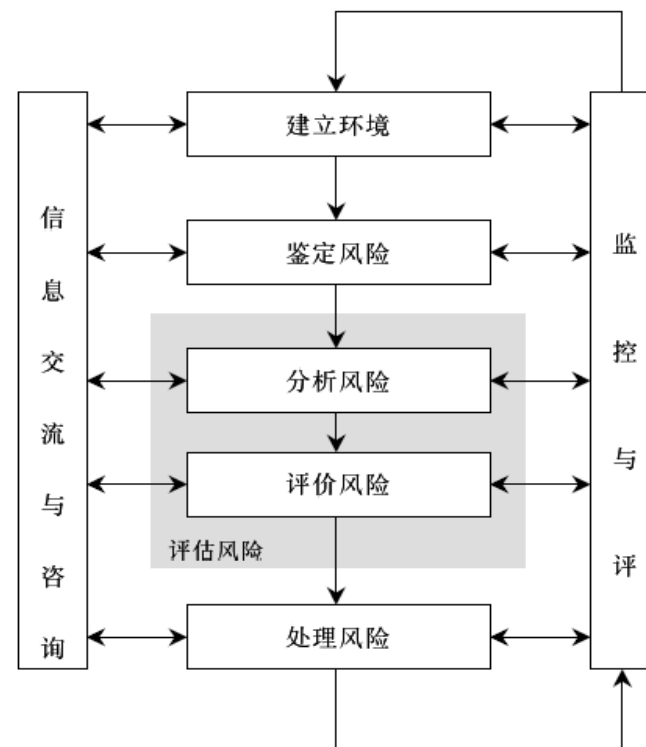 建立环境
鉴定风险
分析风险
评价风险
评估风险
处理风险
信息交流与咨询
监控与评